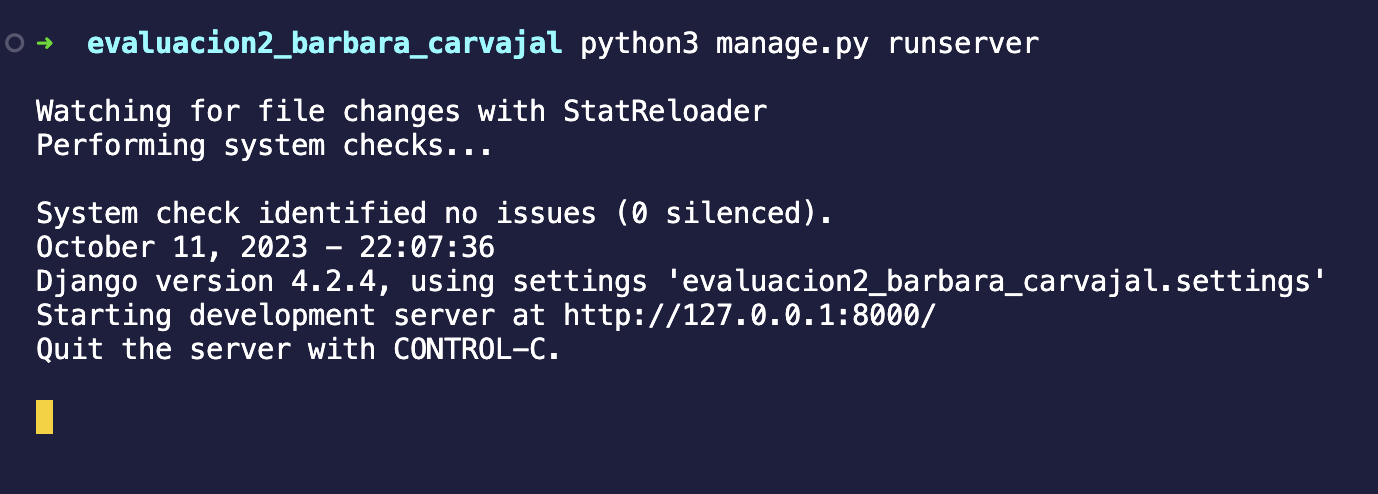 ➜ evaluacion2_barbara_carvajal python3 manage.py runserver
Watching for file changes with StatReloader
Performing system checks...
System check identified no issues (0 silenced).
October 11, 2023 - 22:07:36
Django version 4.2.4, using settings 'evaluacion2_barbara_carvajal.settings'
Starting development server at http://127.0.0.1:8000/
Quit the server with CONTROL-C.